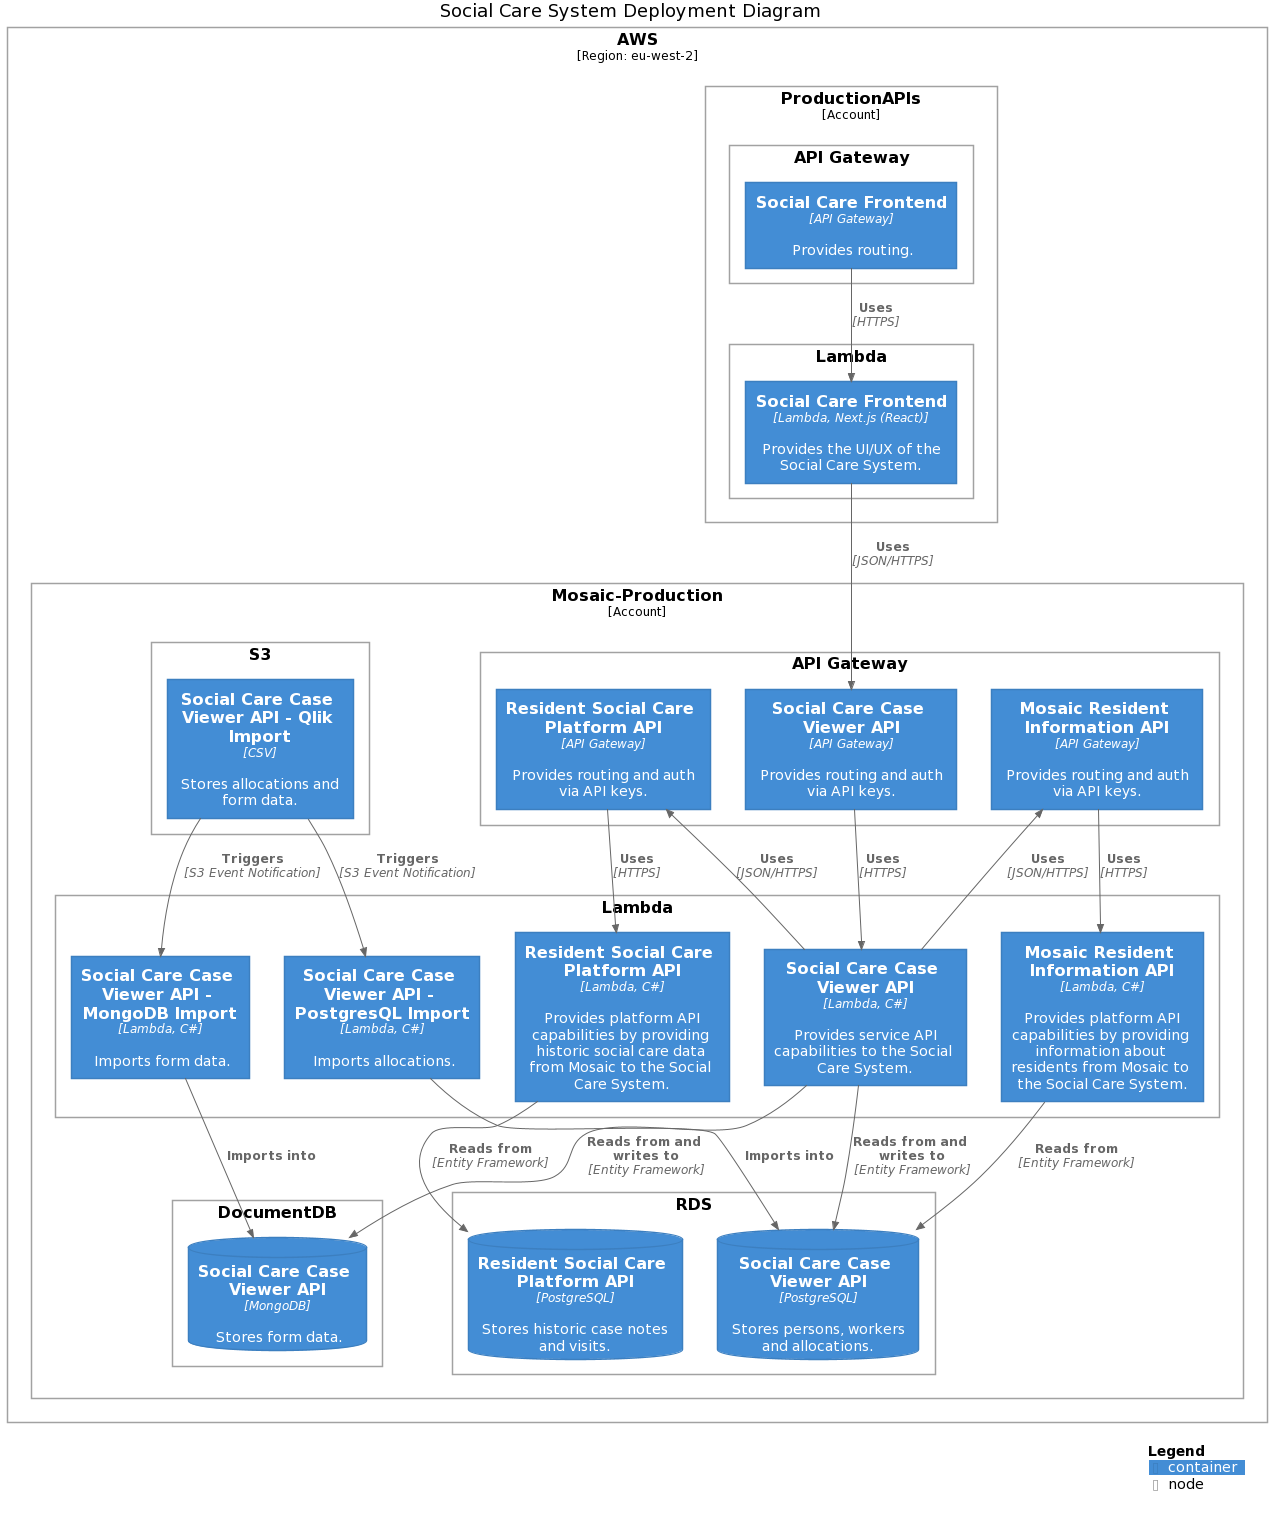 Social Care System Deployment Diagram
AWS
[Region: eu-west-2]
ProductionAPIs
[Account]
API Gateway
Social Care Frontend
[API Gateway]
Provides routing.
Uses
[HTTPS]
Lambda
Social Care Frontend
[Lambda, Next.js (React)]
Provides the UI/UX of the
Social Care System.
Uses
[JSON/HTTPS]
Mosaic-Production
[Account]
S3
Social Care Case
Viewer API - Qlik
Import
[CSV]
Stores allocations and
form data.
API Gateway
Resident Social Care
Platform API
[API Gateway]
Provides routing and auth
via API keys.
Social Care Case
Viewer API
[API Gateway]
Provides routing and auth
via API keys.
Mosaic Resident
Information API
[API Gateway]
Provides routing and auth
via API keys.
Triggers
[S3 Event Notification]
Triggers
[S3 Event Notification]
Uses
[HTTPS]
Uses
[JSON/HTTPS]
Uses
[HTTPS]
Uses
[JSON/HTTPS]
Uses
[HTTPS]
Lambda
Social Care Case
Viewer API -
MongoDB Import
[Lambda, C#]
Imports form data.
Social Care Case
Viewer API -
PostgresQL Import
[Lambda, C#]
Imports allocations.
Resident Social Care
Platform API
[Lambda, C#]
Provides platform API
capabilities by providing
historic social care data
from Mosaic to the Social
Care System.
Social Care Case
Viewer API
[Lambda, C#]
Provides service API
capabilities to the Social
Care System.
Mosaic Resident
Information API
[Lambda, C#]
Provides platform API
capabilities by providing
information about
residents from Mosaic to
the Social Care System.
Imports into
Reads from
[Entity Framework]
Reads from and
writes to
[Entity Framework]
Imports into
Reads from and
writes to
[Entity Framework]
Reads from
[Entity Framework]
DocumentDB
Social Care Case
Viewer API
[MongoDB]
Stores form data.
RDS
Resident Social Care
Platform API
[PostgreSQL]
Stores historic case notes
and visits.
Social Care Case
Viewer API
[PostgreSQL]
Stores persons, workers
and allocations.
Legend
container
node